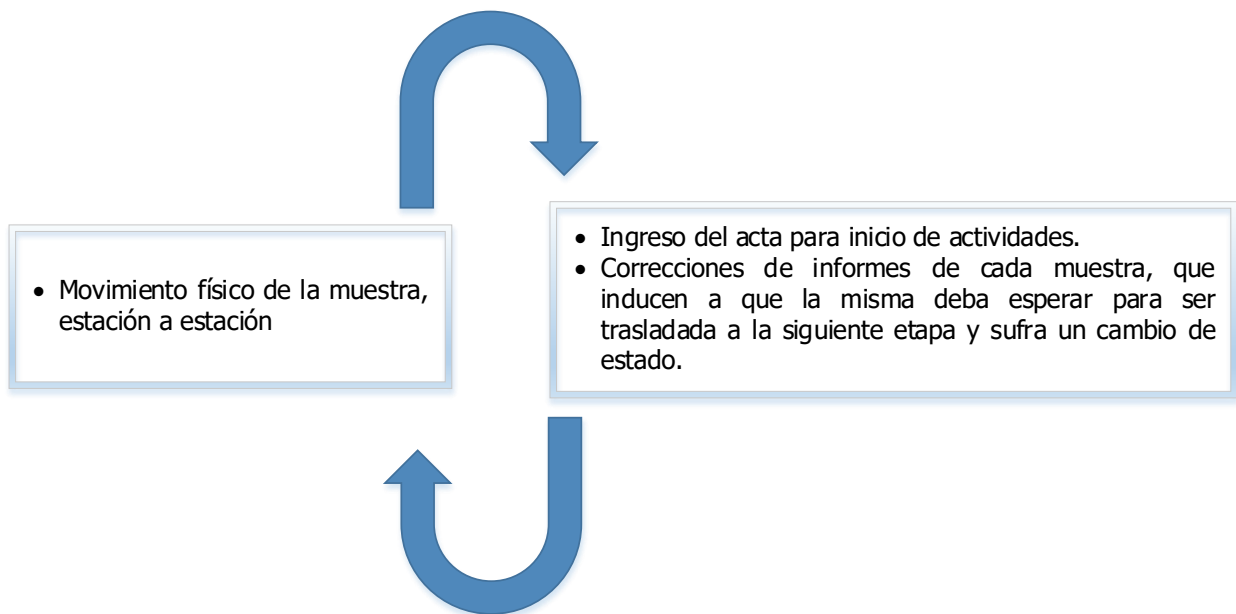 • Movimiento físico de la muestra,
estación a estación
• Ingreso del acta para inicio de actividades.
• Correcciones de informes de cada muestra, que
inducen a que la misma deba esperar para ser
trasladada a la siguiente etapa y sufra un cambio de
estado.